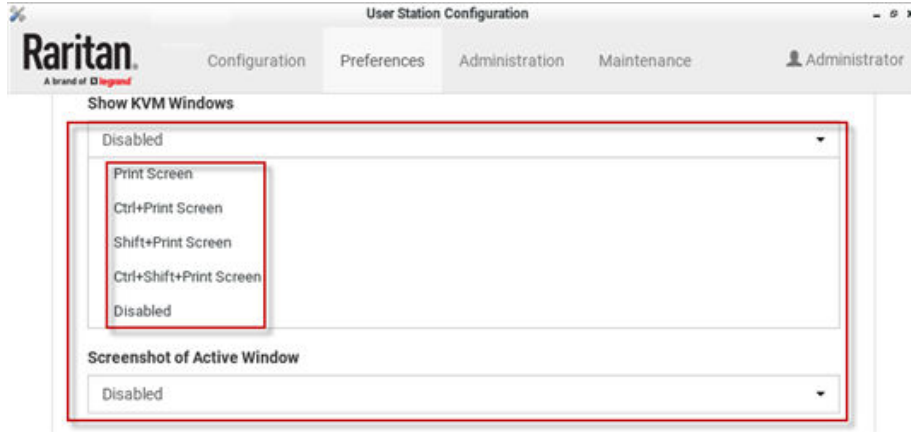 User Station Configuration
Raritan.
A brand of legrand
Configuration Preferences Administration Maintenance Administrator
Show KVM Windows
Disabled
Print Screen
Ctrl+Print Screen
Shift+Print Screen
Ctrl+Shift+Print Screen
Disabled
Screenshot of Active Window
Disabled